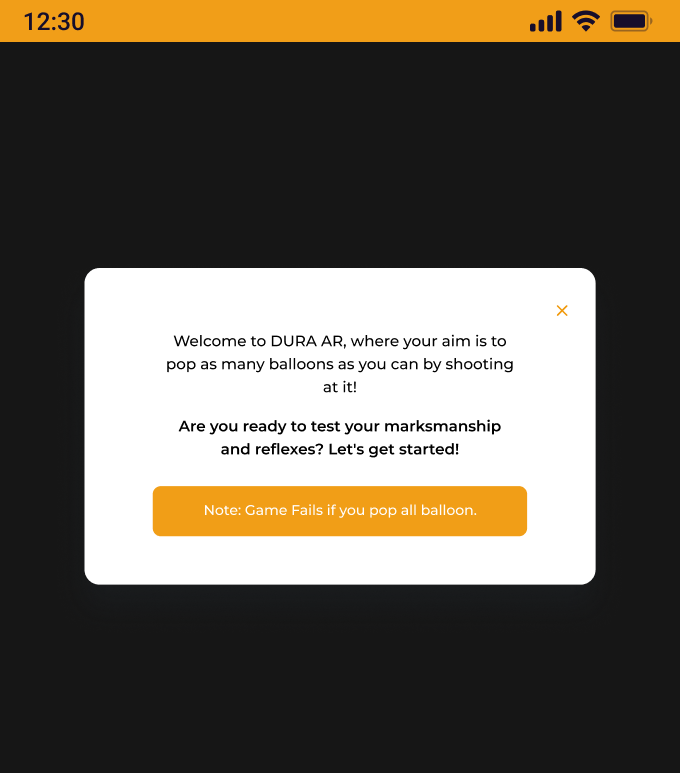 12:30
Welcome to DURA AR, where your aim is to
pop as many balloons as you can by shooting
at it!
Are you ready to test your marksmanship
and reflexes? Let's get started!
Note: Game Fails if you pop all balloon.